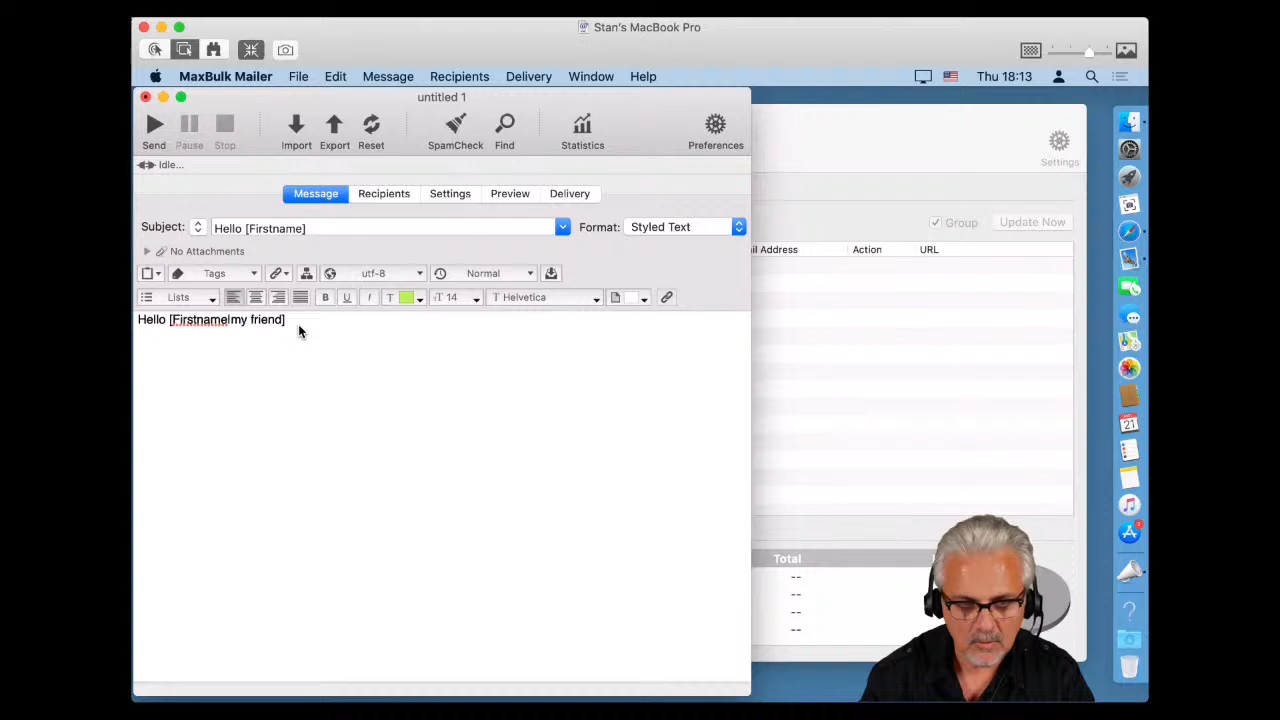 Stan's MacBook Pro
MaxBulk Mailer File Edit Message Recipients Delivery Window Help Thu 18:13
untitled 1
Send Pause Stop Import Export Reset SpamCheck Find Statistics Preferences
Settings
Idle...
Message Recipients Settings Preview Delivery
Subject: Hello [Firstname] Format: Styled Text
Group Update Now
No Attachments
il Address Action URL
Tags utf-8 Normal
Lists B U I T T 14 T Helvetica
Hello [Firstname|my friend]
Total
--
--
--
--